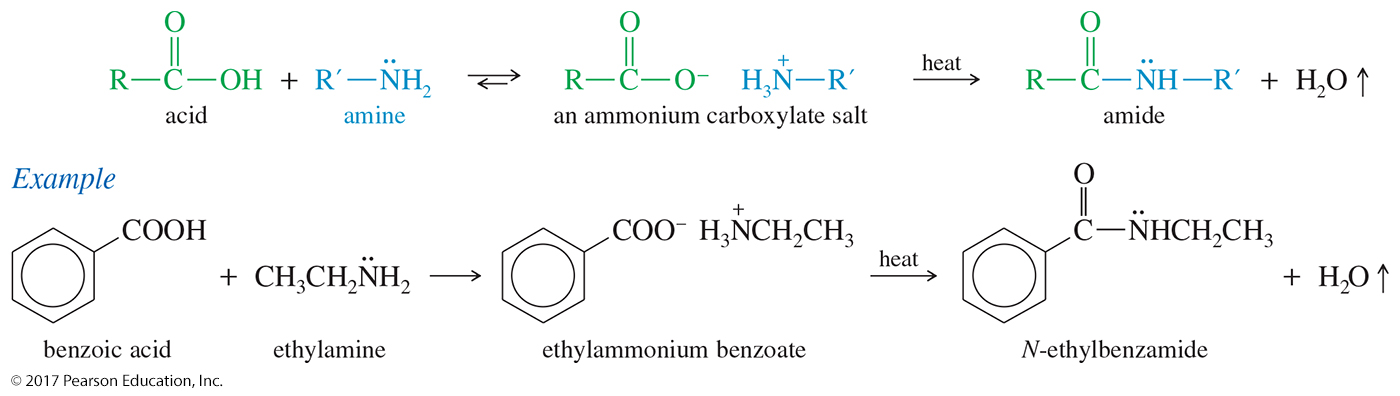 O O O
R—C—OH + R′—N̈H₂ ⇌ R—C—O⁻ H₃N⁺—R′ heat → R—C—N̈H—R′ + H₂O ↑
acid amine an ammonium carboxylate salt amide
Example
O
COOH COO⁻ H₃N⁺CH₂CH₃ C—N̈HCH₂CH₃
+ CH₃CH₂N̈H₂ → heat → + H₂O ↑
benzoic acid ethylamine ethylammonium benzoate N-ethylbenzamide
© 2017 Pearson Education, Inc.